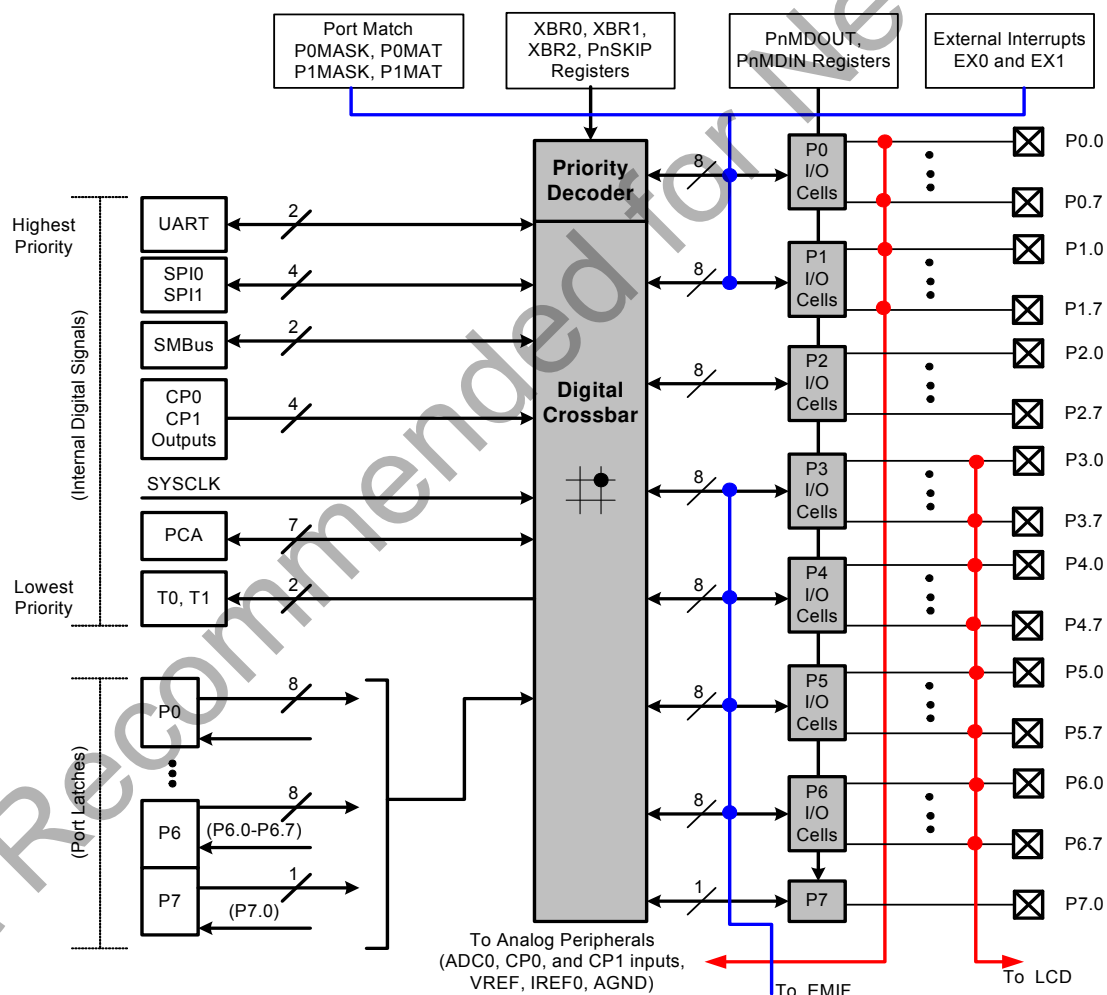 Port Match
P0MASK, P0MAT
P1MASK, P1MAT
XBR0, XBR1,
XBR2, PnSKIP
Registers
PnMDOUT,
PnMDIN Registers
External Interrupts
EX0 and EX1
Highest
Priority
(Internal Digital Signals)
Lowest
Priority
UART
2
SPI0
SPI1
4
SMBus
2
CP0
CP1
Outputs
4
SYSCLK
PCA
7
T0, T1
2
(Port Latches)
P0
8
P6
8
(P6.0-P6.7)
P7
1
(P7.0)
Priority
Decoder
Digital
Crossbar
8
P0
I/O
Cells
P0.0
P0.7
8
P1
I/O
Cells
P1.0
P1.7
8
P2
I/O
Cells
P2.0
P2.7
8
P3
I/O
Cells
P3.0
P3.7
8
P4
I/O
Cells
P4.0
P4.7
8
P5
I/O
Cells
P5.0
P5.7
8
P6
I/O
Cells
P6.0
P6.7
1
P7
P7.0
To Analog Peripherals
(ADC0, CP0, and CP1 inputs,
VREF, IREF0, AGND)
To EMIF
To LCD
Recommended for Ne